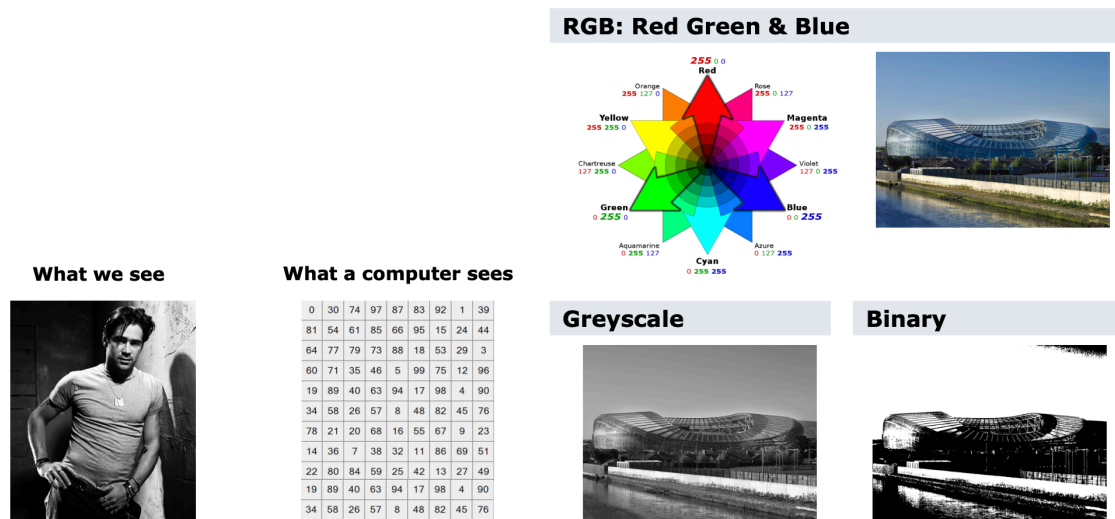 RGB: Red Green & Blue
255 0 0
Red
Orange
255 127 0
Rose
255 0 127
Yellow
255 255 0
Magenta
255 0 255
Chartreuse
127 255 0
Violet
127 0 255
Green
0 255 0
Blue
0 0 255
Aquamarine
0 255 127
Azure
0 127 255
Cyan
0 255 255
What we see
What a computer sees
0 30 74 97 87 83 92 1 39
81 54 61 85 66 95 15 24 44
64 77 79 73 88 18 53 29 3
60 71 35 46 5 99 75 12 96
19 89 40 63 94 17 98 4 90
34 58 26 57 8 48 82 45 76
78 21 20 68 16 55 67 9 23
14 36 7 38 32 11 86 69 51
22 80 84 59 25 42 13 27 49
19 89 40 63 94 17 98 4 90
34 58 26 57 8 48 82 45 76
Greyscale
Binary